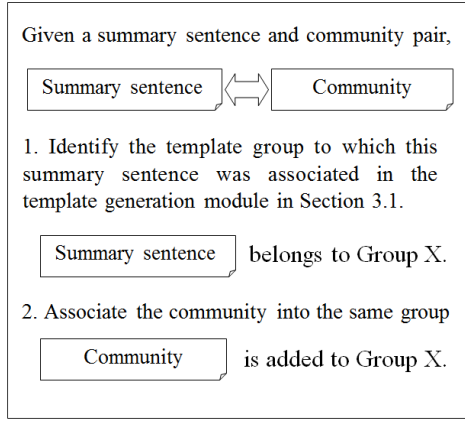 Given a summary sentence and community pair,
Summary sentence Community
1. Identify the template group to which this
summary sentence was associated in the
template generation module in Section 3.1.
Summary sentence belongs to Group X.
2. Associate the community into the same group
Community is added to Group X.